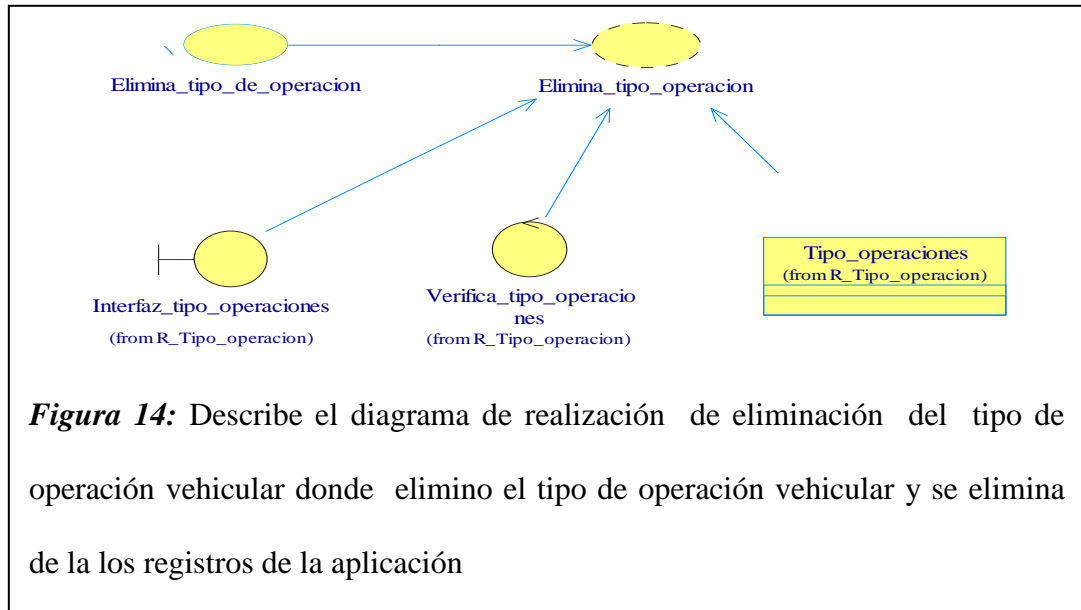 Elimina_tipo_de_operacion
Elimina_tipo_operacion
Interfaz_tipo_operaciones
(from R_Tipo_operacion)
Verifica_tipo_operacio
nes
(from R_Tipo_operacion)
Tipo_operaciones
(from R_Tipo_operacion)
Figura 14: Describe el diagrama de realización de eliminación del tipo de
operación vehicular donde elimino el tipo de operación vehicular y se elimina
de la los registros de la aplicación